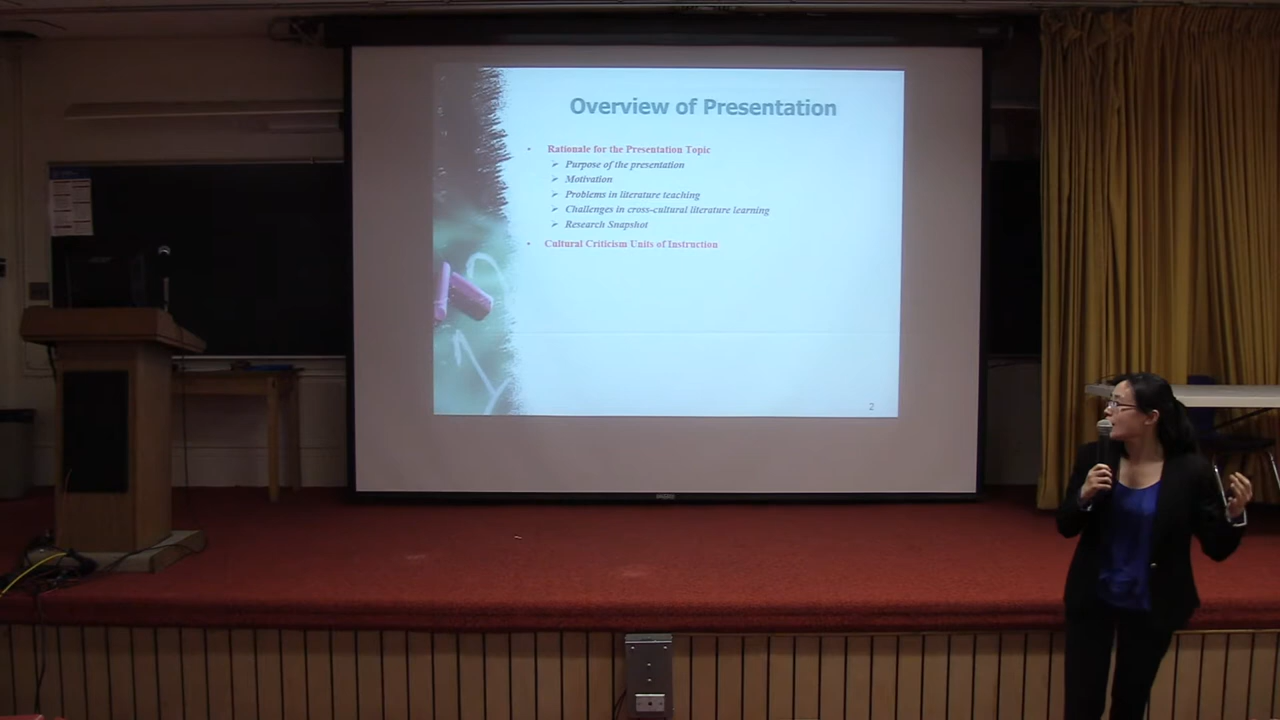 Overview of Presentation
• Rationale for the Presentation Topic
➢ Purpose of the presentation
➢ Motivation
➢ Problems in literature teaching
➢ Challenges in cross-cultural literature learning
➢ Research Snapshot
• Cultural Criticism Units of Instruction
2